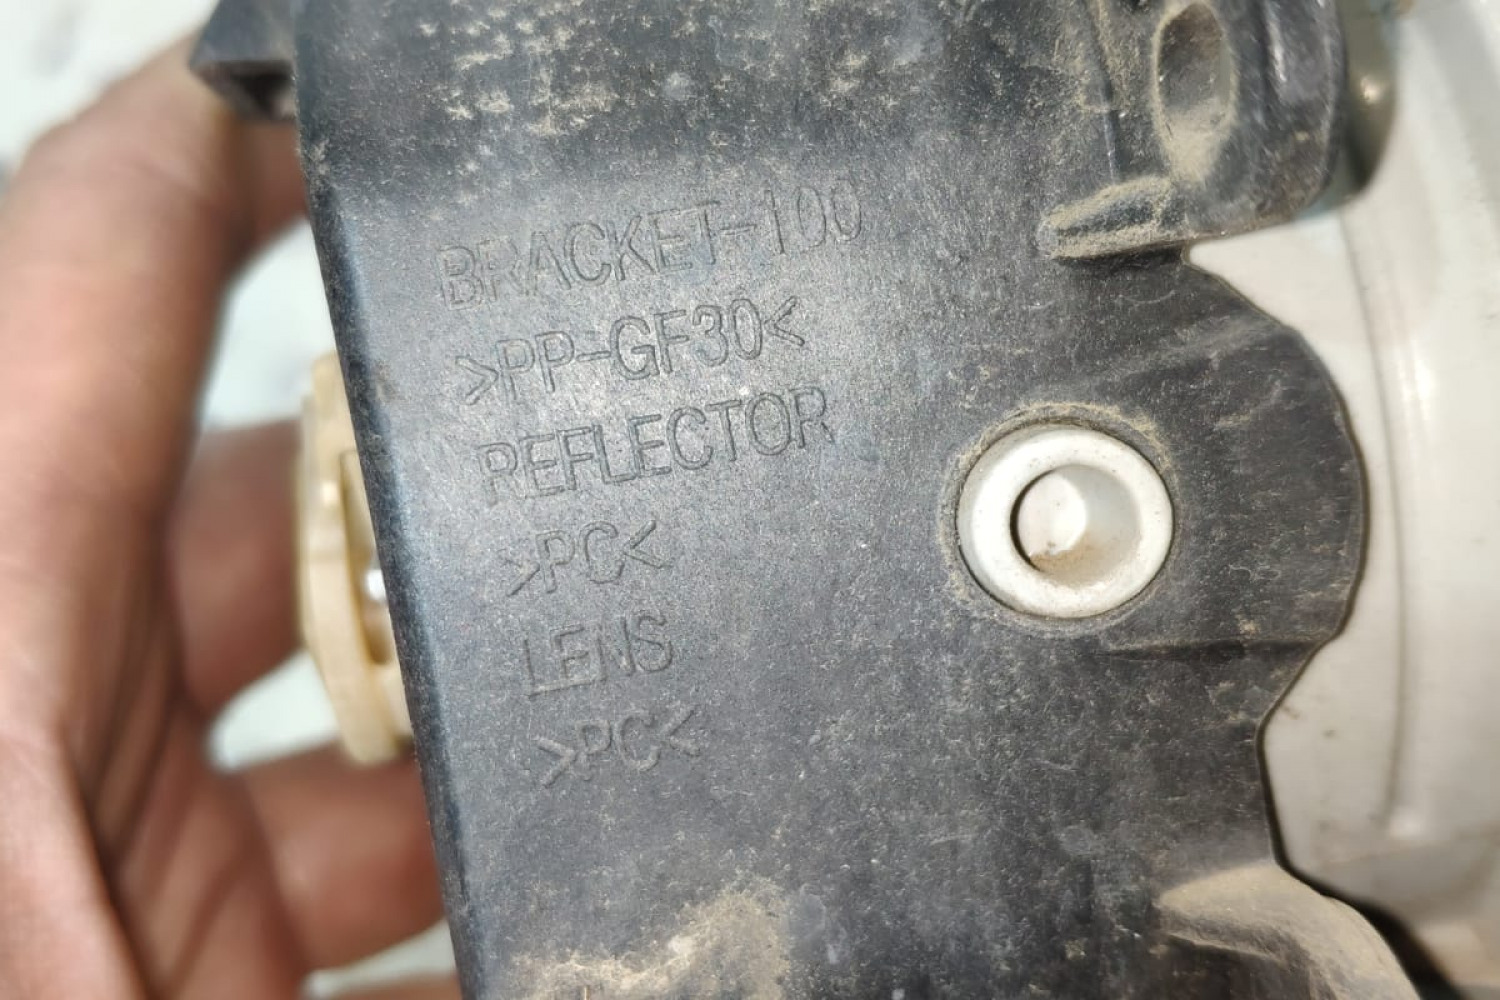 BRACKET-100
>PP-GF30<
REFLECTOR
>PC<
LENS
>PC<